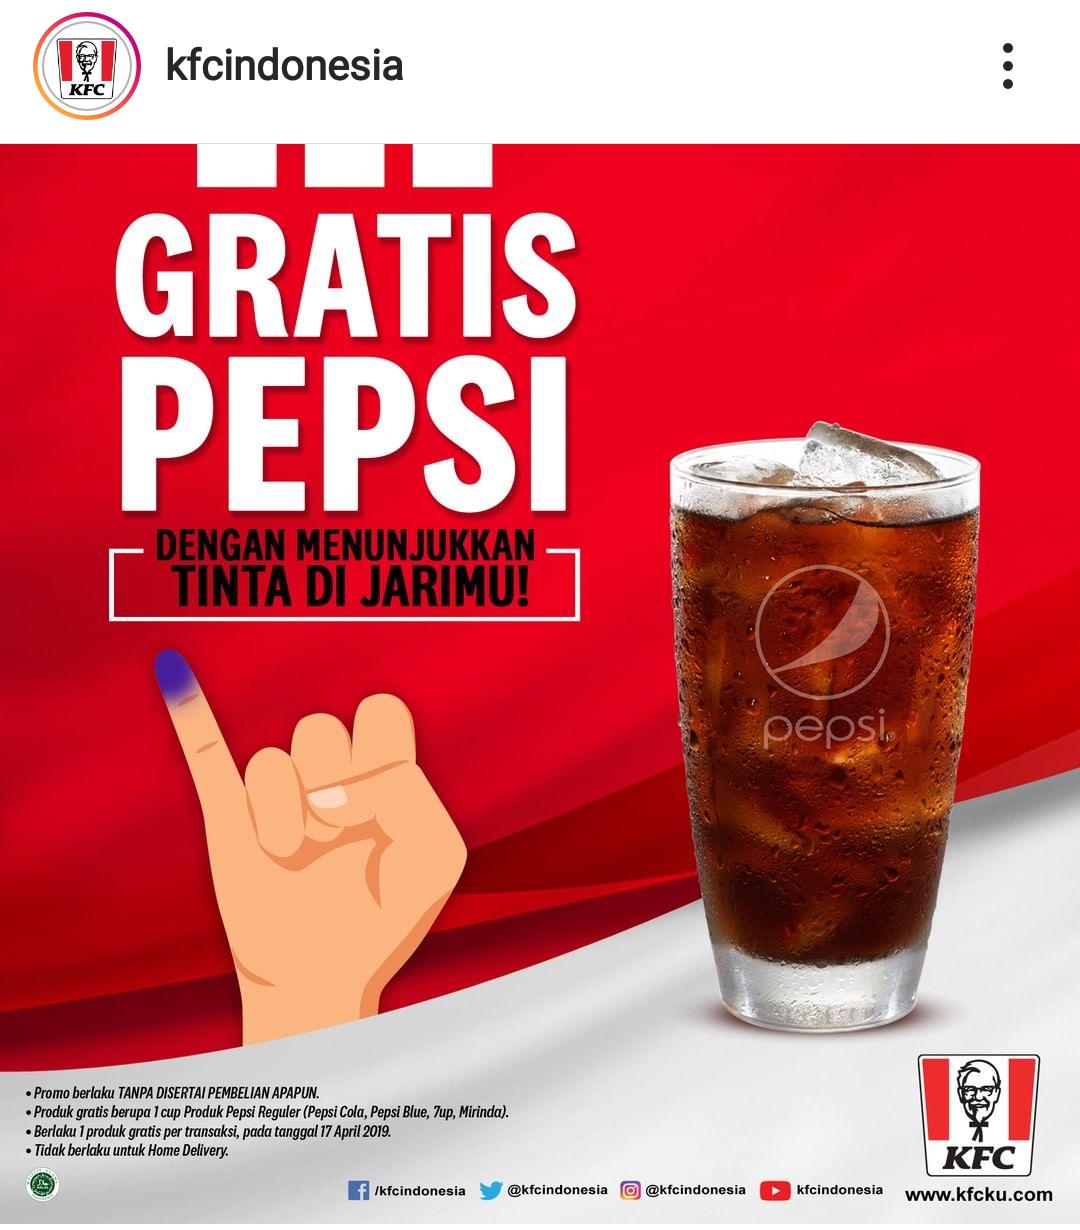 KFC
kfcindonesia
GRATIS
PEPSI
DENGAN MENUNJUKKAN
TINTA DI JARIMU!
pepsi
• Promo berlaku TANPA DISERTAI PEMBELIAN APAPUN.
• Produk gratis berupa 1 cup Produk Pepsi Reguler (Pepsi Cola, Pepsi Blue, 7up, Mirinda).
• Berlaku 1 produk gratis per transaksi, pada tanggal 17 April 2019.
• Tidak berlaku untuk Home Delivery.
KFC
/kfcindonesia @kfcindonesia @kfcindonesia kfcindonesia
www.kfcku.com